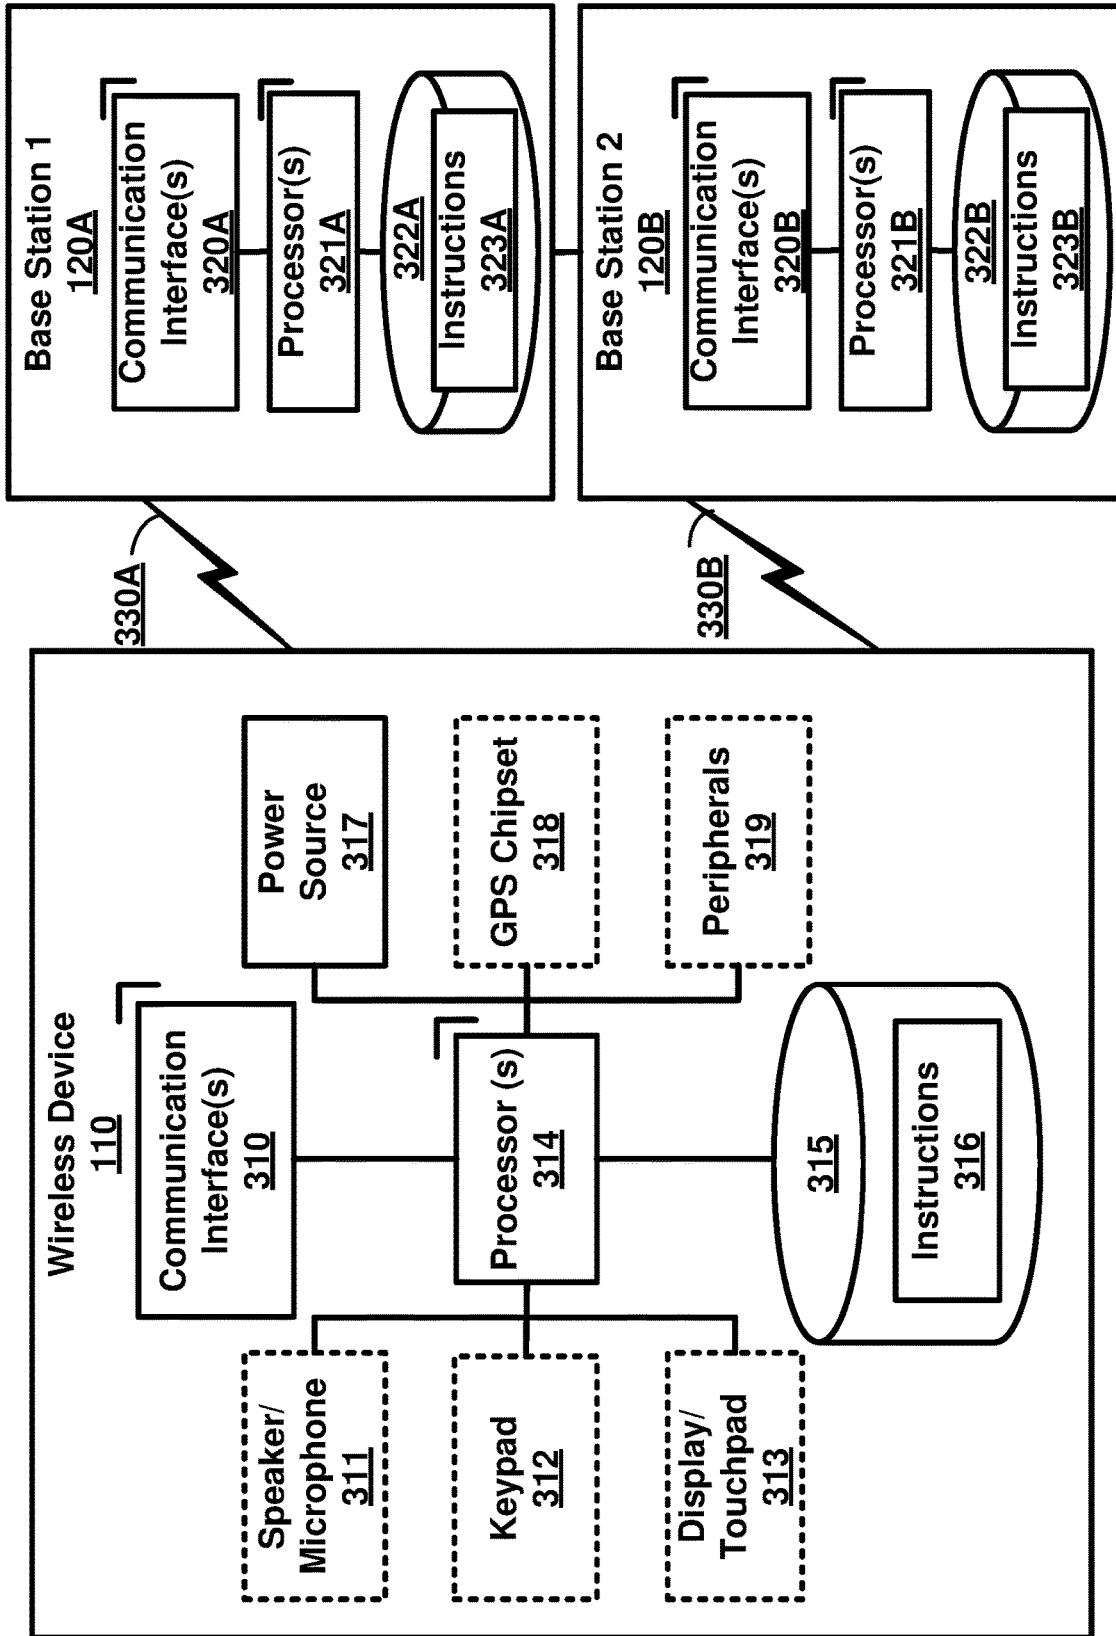 Wireless Device
110
Communication
Interface(s)
310
Speaker/
Microphone
311
Keypad
312
Display/
Touchpad
313
Processor (s)
314
Power
Source
317
GPS Chipset
318
Peripherals
319
315
Instructions
316
330A
330B
Base Station 1
120A
Communication
Interface(s)
320A
Processor(s)
321A
322A
Instructions
323A
Base Station 2
120B
Communication
Interface(s)
320B
Processor(s)
321B
322B
Instructions
323B